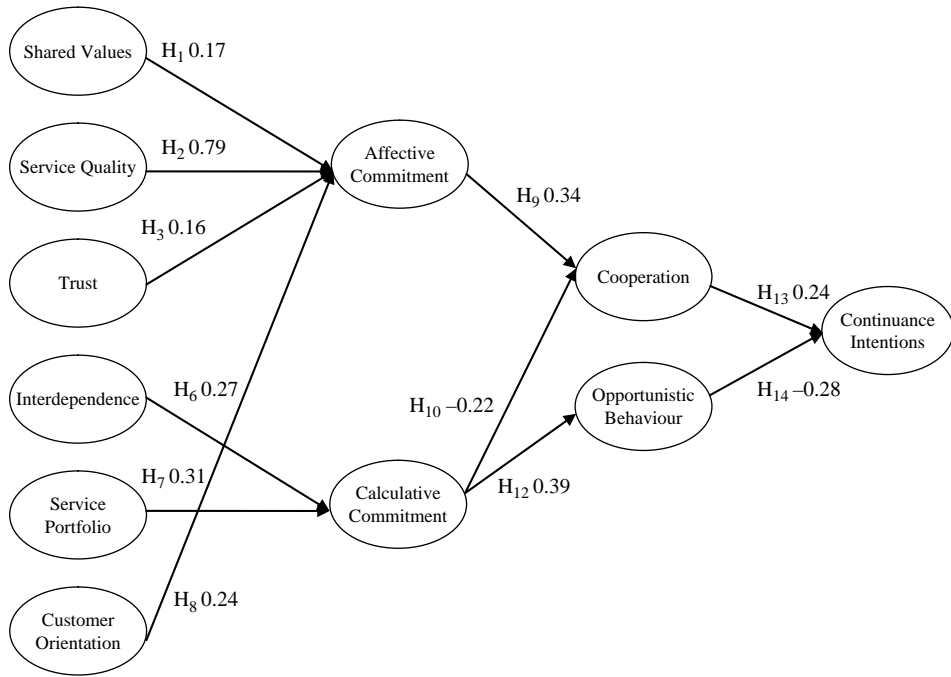 Shared Values
H1 0.17
Service Quality
H2 0.79
Affective
Commitment
H3 0.16
Trust
H9 0.34
Cooperation
H13 0.24
Continuance
Intentions
Interdependence
H6 0.27
H10 –0.22
Opportunistic
Behaviour
H14 –0.28
H7 0.31
Service
Portfolio
Calculative
Commitment
H12 0.39
H8 0.24
Customer
Orientation